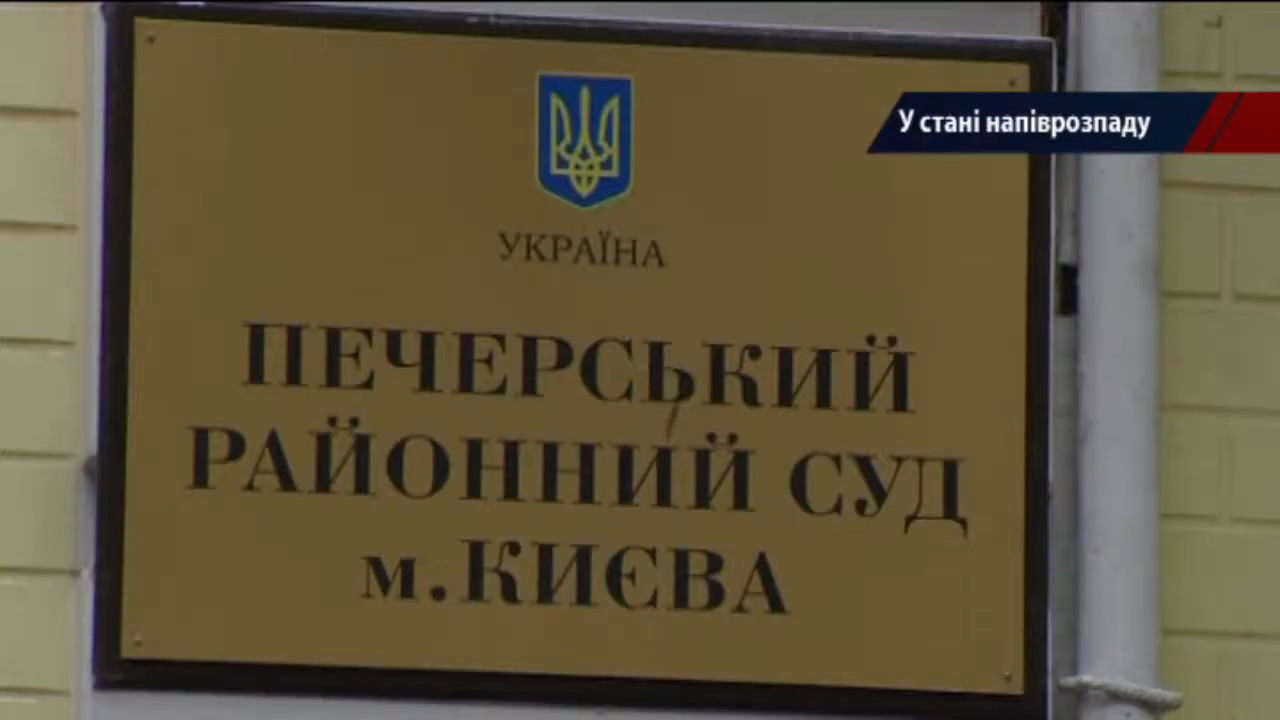 У стані напіврозпаду
УКРАЇНА
ПЕЧЕРСЬКИЙ
РАЙОННИЙ СУД
м.КИЄВА